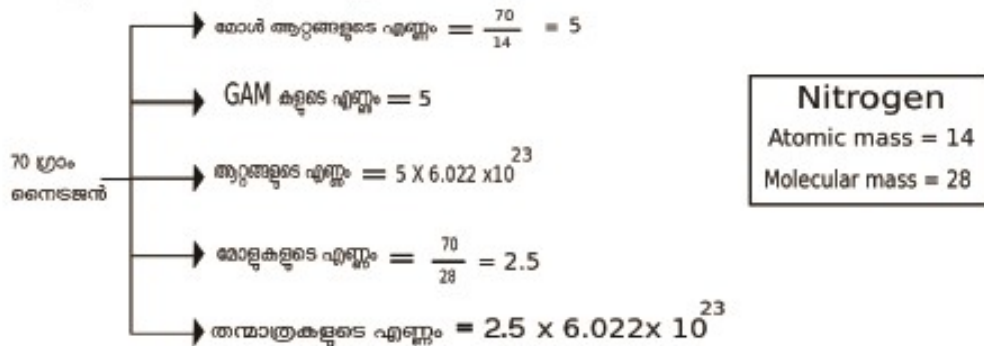 മോൾ ആറ്റങ്ങളുടെ എണ്ണം = 70/14 = 5
GAM കളുടെ എണ്ണം = 5
70 ഗ്രാം
നൈട്രജൻ
ആറ്റങ്ങളുടെ എണ്ണം = 5 X 6.022 x10^23
മോളുകളുടെ എണ്ണം = 70/28 = 2.5
തന്മാത്രകളുടെ എണ്ണം = 2.5 x 6.022x 10^23
Nitrogen
Atomic mass = 14
Molecular mass = 28